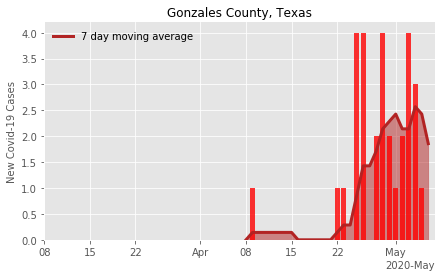 Gonzales County, Texas
7 day moving average
New Covid-19 Cases
4.0
3.5
3.0
2.5
2.0
1.5
1.0
0.5
0.0
08 15 22 Apr 08 15 22 May
2020-May